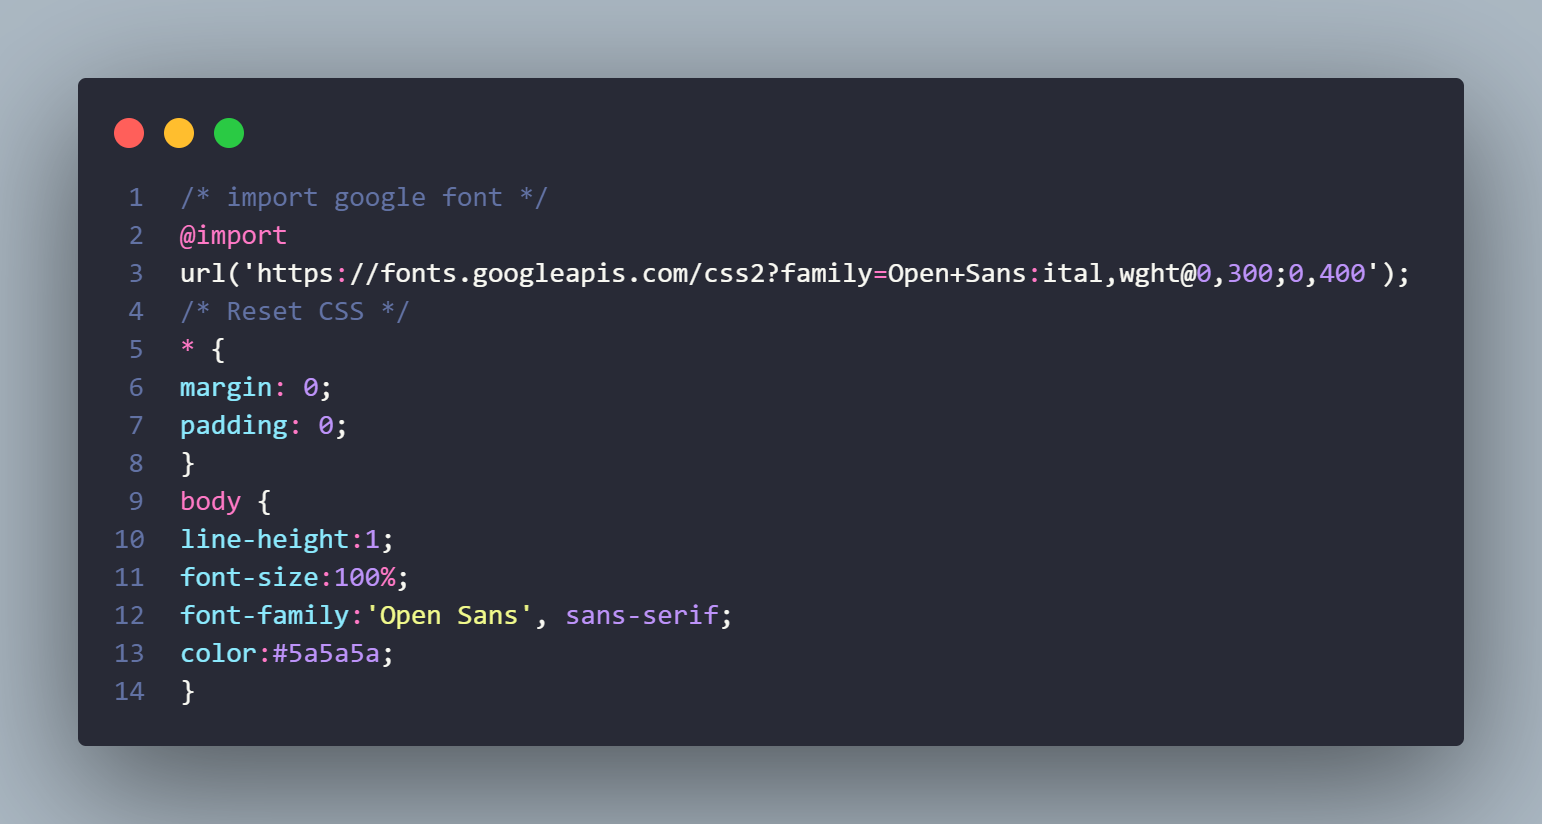 1 /* import google font */
2 @import
3 url('https://fonts.googleapis.com/css2?family=Open+Sans:ital,wght@0,300;0,400');
4 /* Reset CSS */
5 * {
6 margin: 0;
7 padding: 0;
8 }
9 body {
10 line-height:1;
11 font-size:100%;
12 font-family:'Open Sans', sans-serif;
13 color:#5a5a5a;
14 }